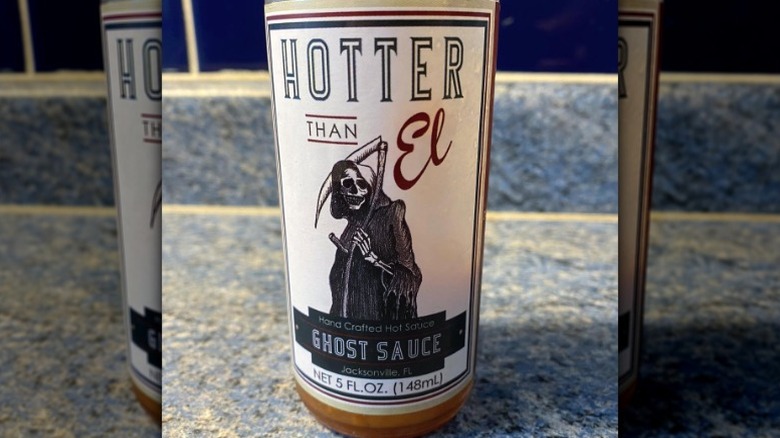 HOTTER
THAN
El
Hand Crafted Hot Sauce
GHOST SAUCE
Jacksonville, FL
NET 5 FL.OZ. (148mL)